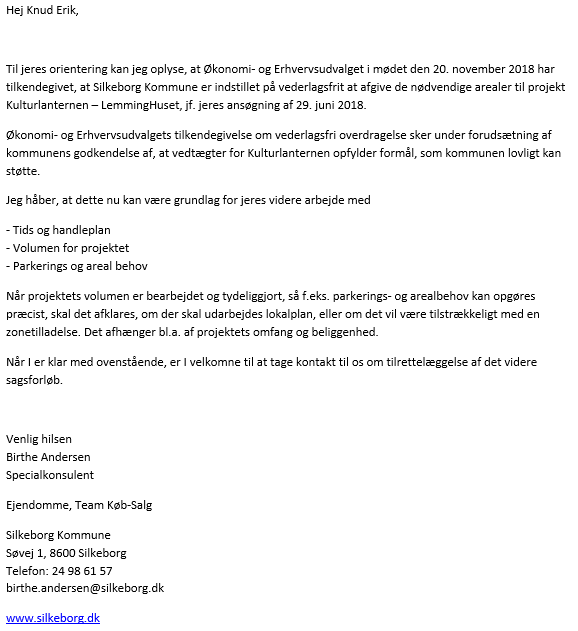 Hej Knud Erik,
Til jeres orientering kan jeg oplyse, at Økonomi- og Erhvervsudvalget i mødet den 20. november 2018 har
tilkendegivet, at Silkeborg Kommune er indstillet på vederlagsfrit at afgive de nødvendige arealer til projekt
Kulturlanternen – LemmingHuset, jf. jeres ansøgning af 29. juni 2018.
Økonomi- og Erhvervsudvalgets tilkendegivelse om vederlagsfri overdragelse sker under forudsætning af
kommunens godkendelse af, at vedtægter for Kulturlanternen opfylder formål, som kommunen lovligt kan
støtte.
Jeg håber, at dette nu kan være grundlag for jeres videre arbejde med
- Tids og handleplan
- Volumen for projektet
- Parkerings og areal behov
Når projektets volumen er bearbejdet og tydeliggjort, så f.eks. parkerings- og arealbehov kan opgøres
præcist, skal det afklares, om der skal udarbejdes lokalplan, eller om det vil være tilstrækkeligt med en
zonetilladelse. Det afhænger bl.a. af projektets omfang og beliggenhed.
Når I er klar med ovenstående, er I velkomne til at tage kontakt til os om tilrettelæggelse af det videre
sagsforløb.
Venlig hilsen
Birthe Andersen
Specialkonsulent
Ejendomme, Team Køb-Salg
Silkeborg Kommune
Søvej 1, 8600 Silkeborg
Telefon: 24 98 61 57
birthe.andersen@silkeborg.dk
www.silkeborg.dk